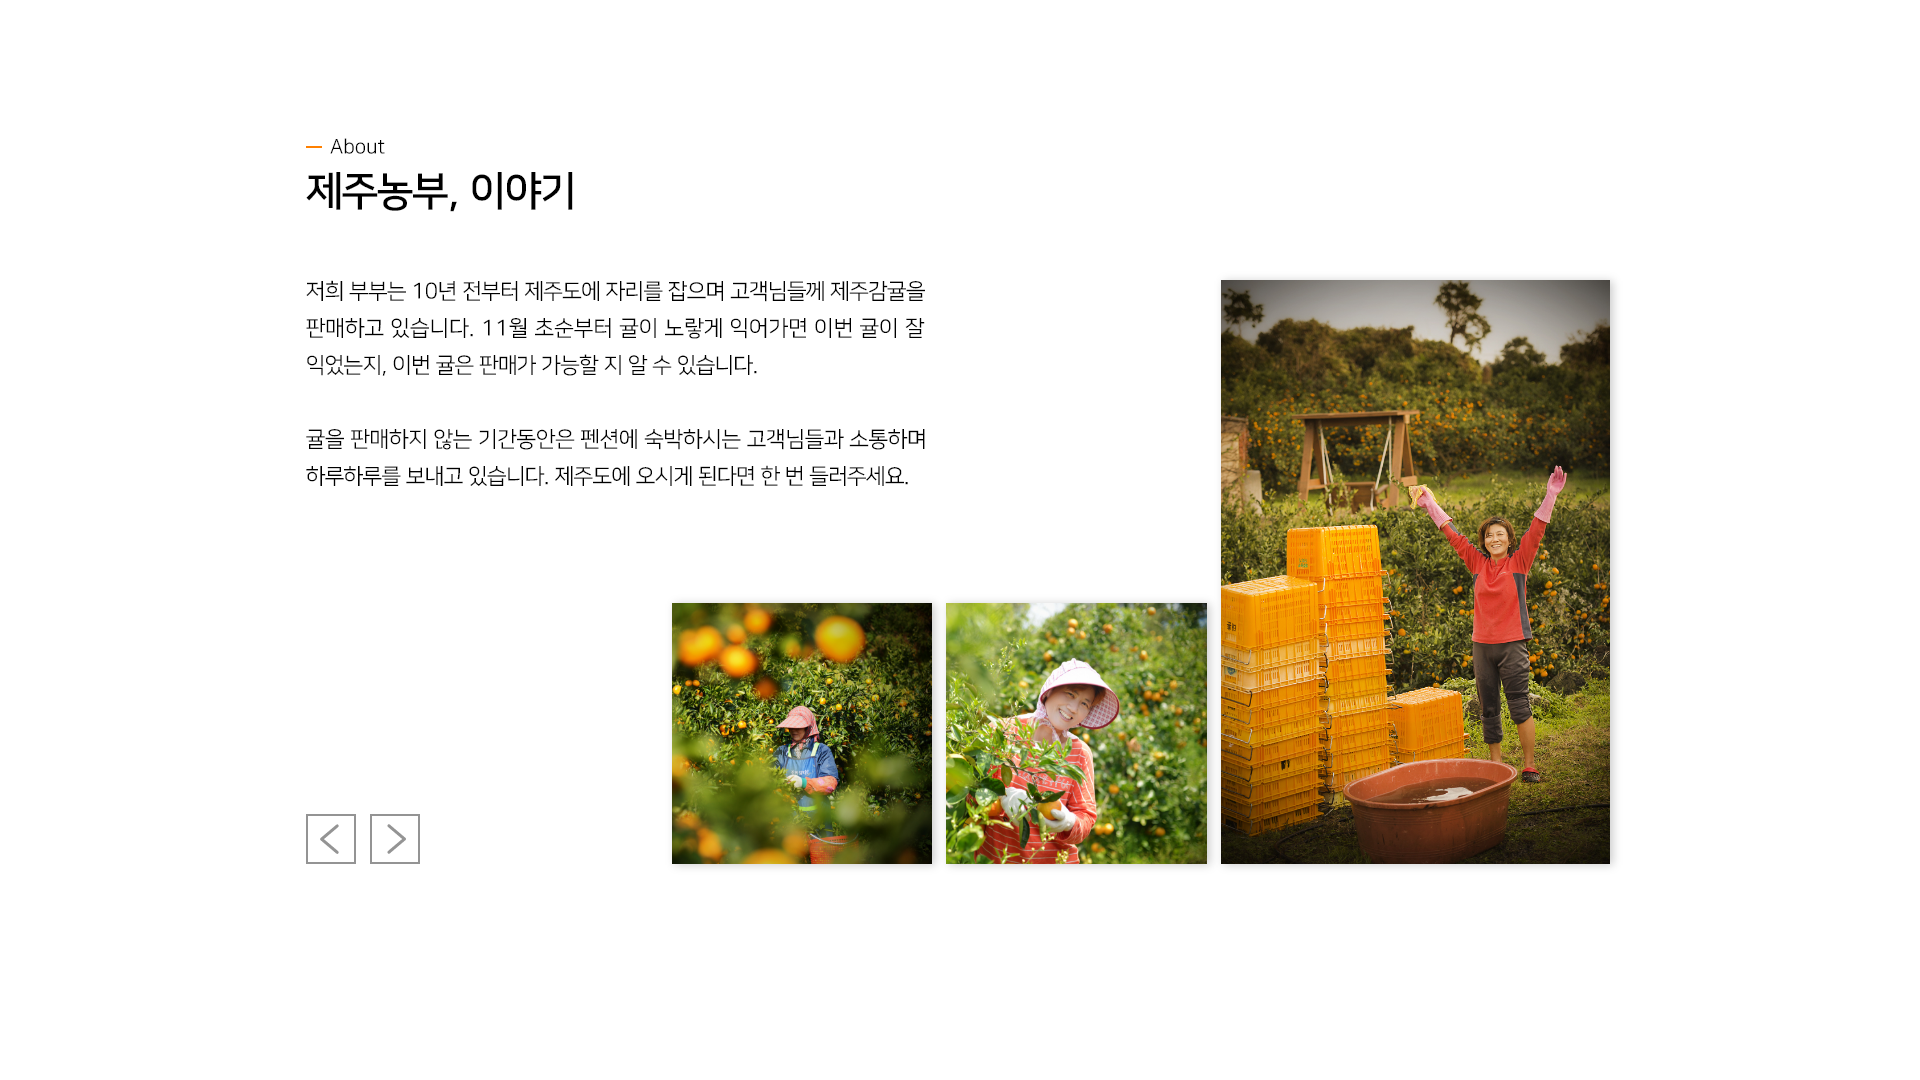 About
제주농부, 이야기
저희 부부는 10년 전부터 제주도에 자리를 잡으며 고객님들께 제주감귤을
판매하고 있습니다. 11월 초순부터 귤이 노랗게 익어가면 이번 귤이 잘
익었는지, 이번 귤은 판매가 가능할 지 알 수 있습니다.
귤을 판매하지 않는 기간동안은 펜션에 숙박하시는 고객님들과 소통하며
하루하루를 보내고 있습니다. 제주도에 오시게 된다면 한 번 들러주세요.